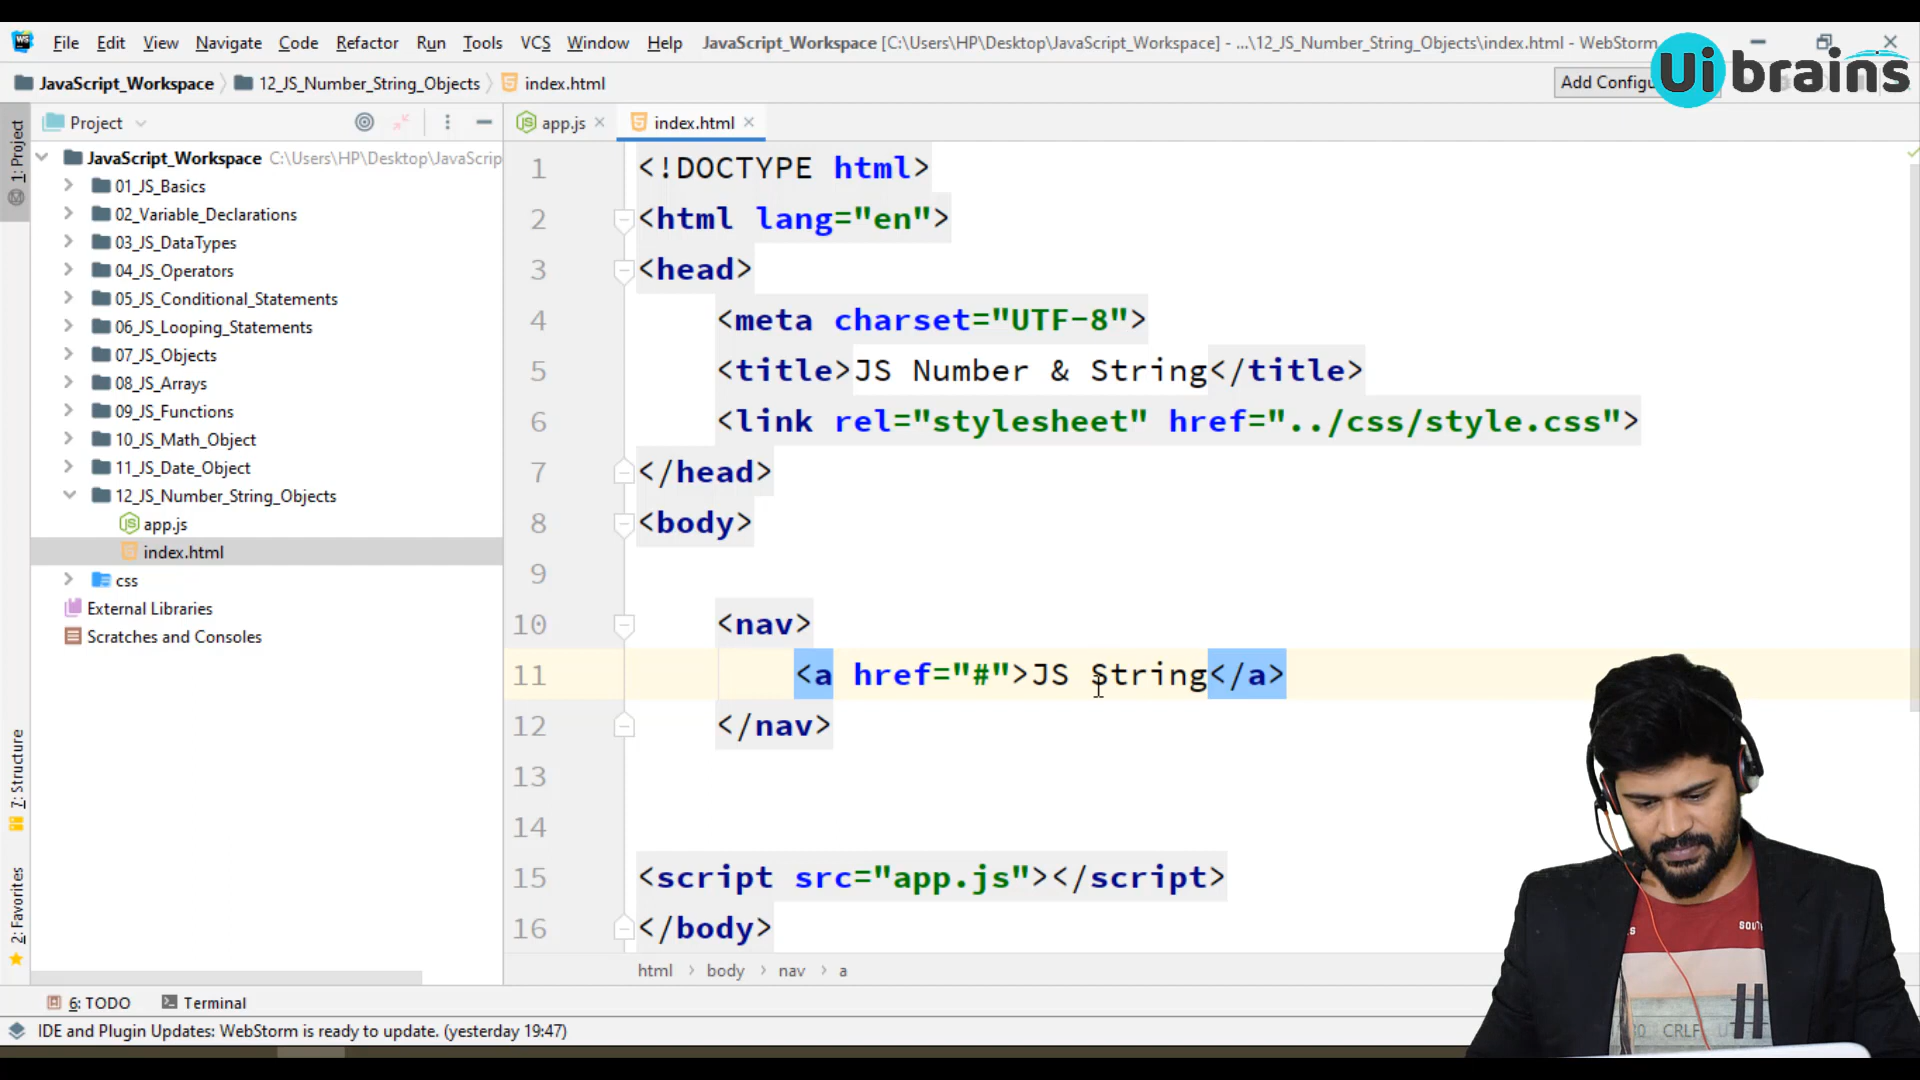 WS File Edit View Navigate Code Refactor Run Tools VCS Window Help JavaScript_Workspace [C:\Users\HP\Desktop\JavaScript_Workspace] - ...\12_JS_Number_String_Objects\index.html - WebStorm
Ui brains
JavaScript_Workspace 12_JS_Number_String_Objects index.html Add Config
Project
app.js index.html
1: Project
JavaScript_Workspace C:\Users\HP\Desktop\JavaScrip
01_JS_Basics
02_Variable_Declarations
03_JS_DataTypes
04_JS_Operators
05_JS_Conditional_Statements
06_JS_Looping_Statements
07_JS_Objects
08_JS_Arrays
09_JS_Functions
10_JS_Math_Object
11_JS_Date_Object
12_JS_Number_String_Objects
app.js
index.html
css
External Libraries
Scratches and Consoles
7: Structure
2: Favorites
1 <!DOCTYPE html>
2 <html lang="en">
3 <head>
4 <meta charset="UTF-8">
5 <title>JS Number & String</title>
6 <link rel="stylesheet" href="../css/style.css">
7 </head>
8 <body>
9
10 <nav>
11 <a href="#">JS String</a>
12 </nav>
13
14
15 <script src="app.js"></script>
16 </body>
html body nav a
6: TODO Terminal
IDE and Plugin Updates: WebStorm is ready to update. (yesterday 19:47)
CRLF